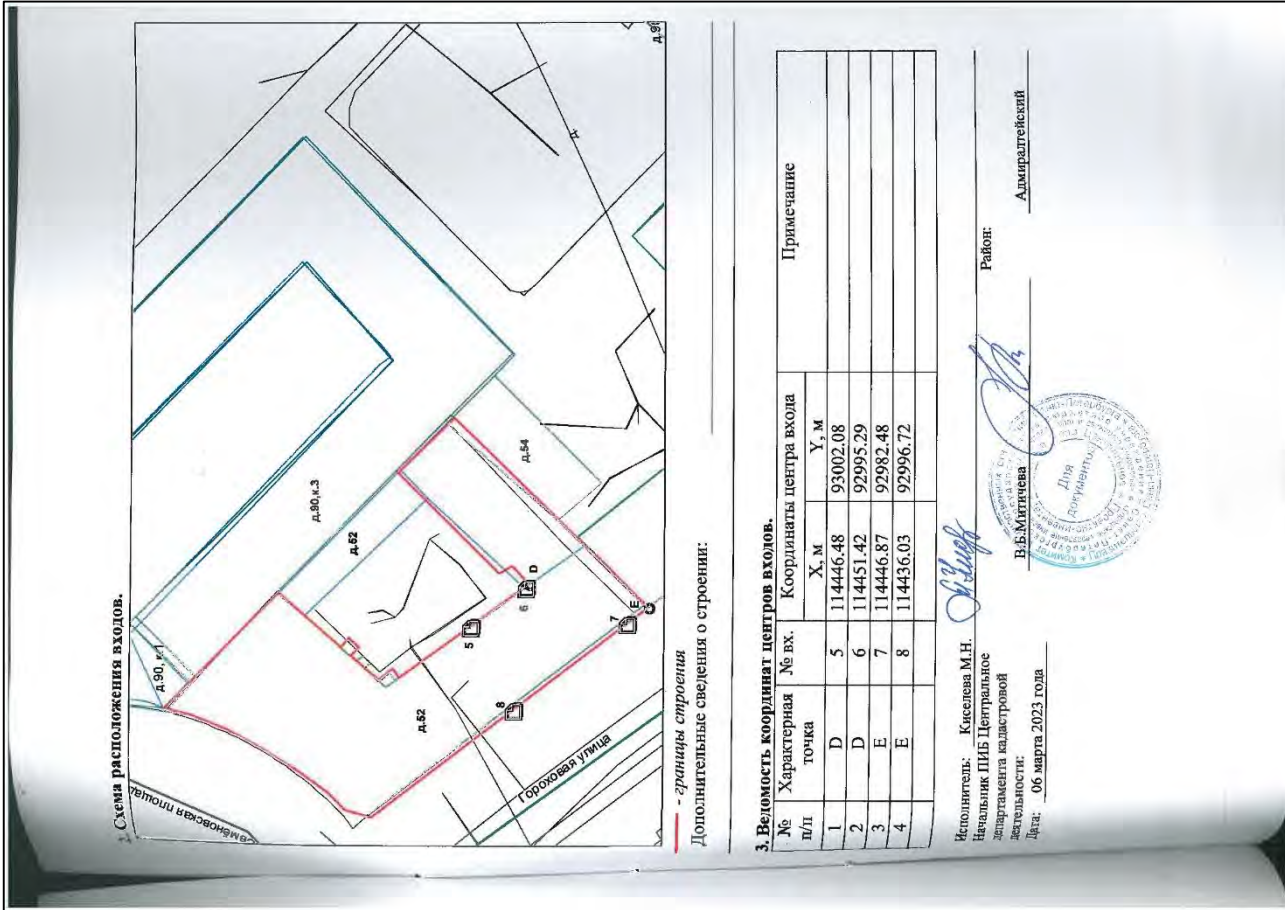 2. Схема расположения входов.
д.90, к.1
д.90,к.3
д.52
д.52
д.54
5
6
D
7
E
8
Гороховая улица
д.9
- границы строения
Дополнительные сведения о строении:
3. Ведомость координат центров входов.
№ п/п Характерная точка № вх. Координаты центра входа Примечание
X, м Y, м
1 D 5 114446.48 93002.08
2 D 6 114451.42 92995.29
3 E 7 114446.87 92982.48
4 E 8 114436.03 92996.72
Исполнитель: Киселева М.Н.
Начальник ПИБ Центральное
департамента кадастровой
деятельности: В.Б.Митичева Район: Адмиралтейский
Дата: 06 марта 2023 года
Для
документов